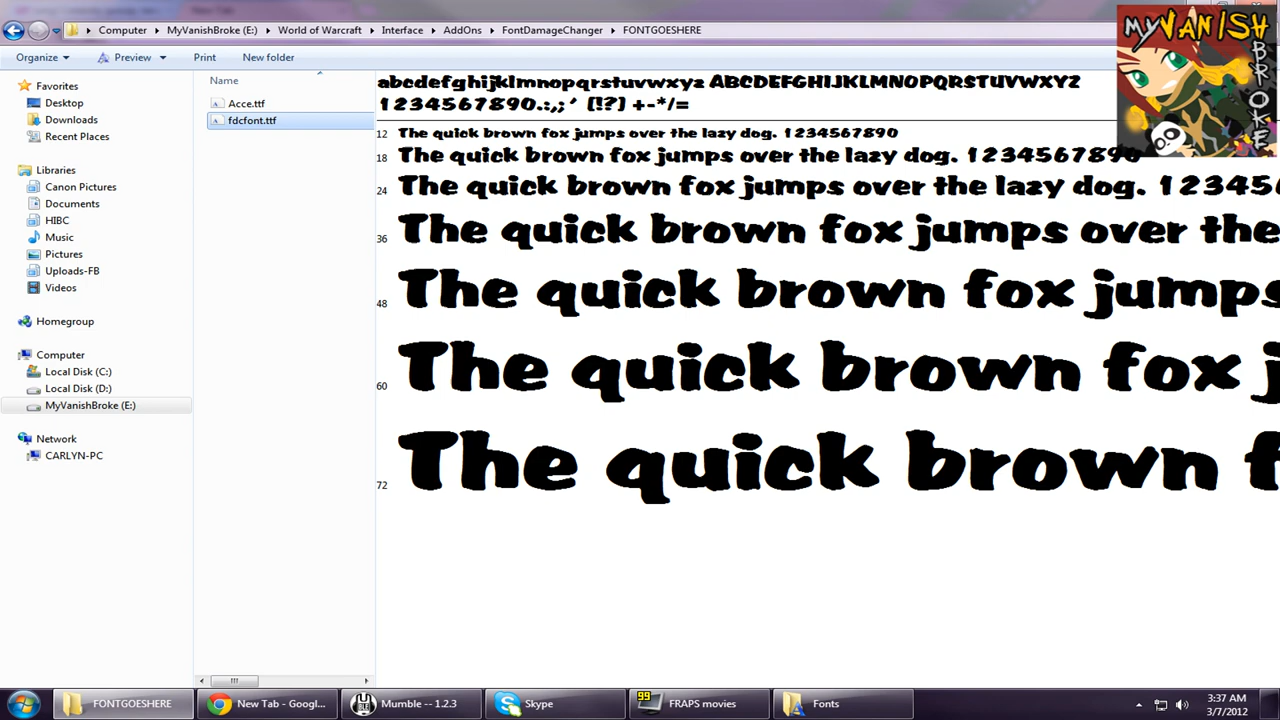 Computer ▸ MyVanishBroke (E:) ▸ World of Warcraft ▸ Interface ▸ AddOns ▸ FontDamageChanger ▸ FONTGOESHERE
Organize Preview Print New folder
Favorites
Desktop
Downloads
Recent Places
Libraries
Canon Pictures
Documents
HIBC
Music
Pictures
Uploads-FB
Videos
Homegroup
Computer
Local Disk (C:)
Local Disk (D:)
MyVanishBroke (E:)
Network
CARLYN-PC
Name
Acce.ttf
fdcfont.ttf
abcdefghijklmnopqrstuvwxyz ABCDEFGHIJKLMNOPQRSTUVWXYZ
1234567890.:,;' (!?) +-*/=
12 The quick brown fox jumps over the lazy dog. 1234567890
18 The quick brown fox jumps over the lazy dog. 1234567890
24 The quick brown fox jumps over the lazy dog. 12345
36 The quick brown fox jumps over the
48 The quick brown fox jumps
60 The quick brown fox j
72 The quick brown f
MYVANISH
BROKE
FONTGOESHERE New Tab - Googl... Mumble -- 1.2.3 Skype 99 FRAPS movies Fonts
3:37 AM
3/7/2012